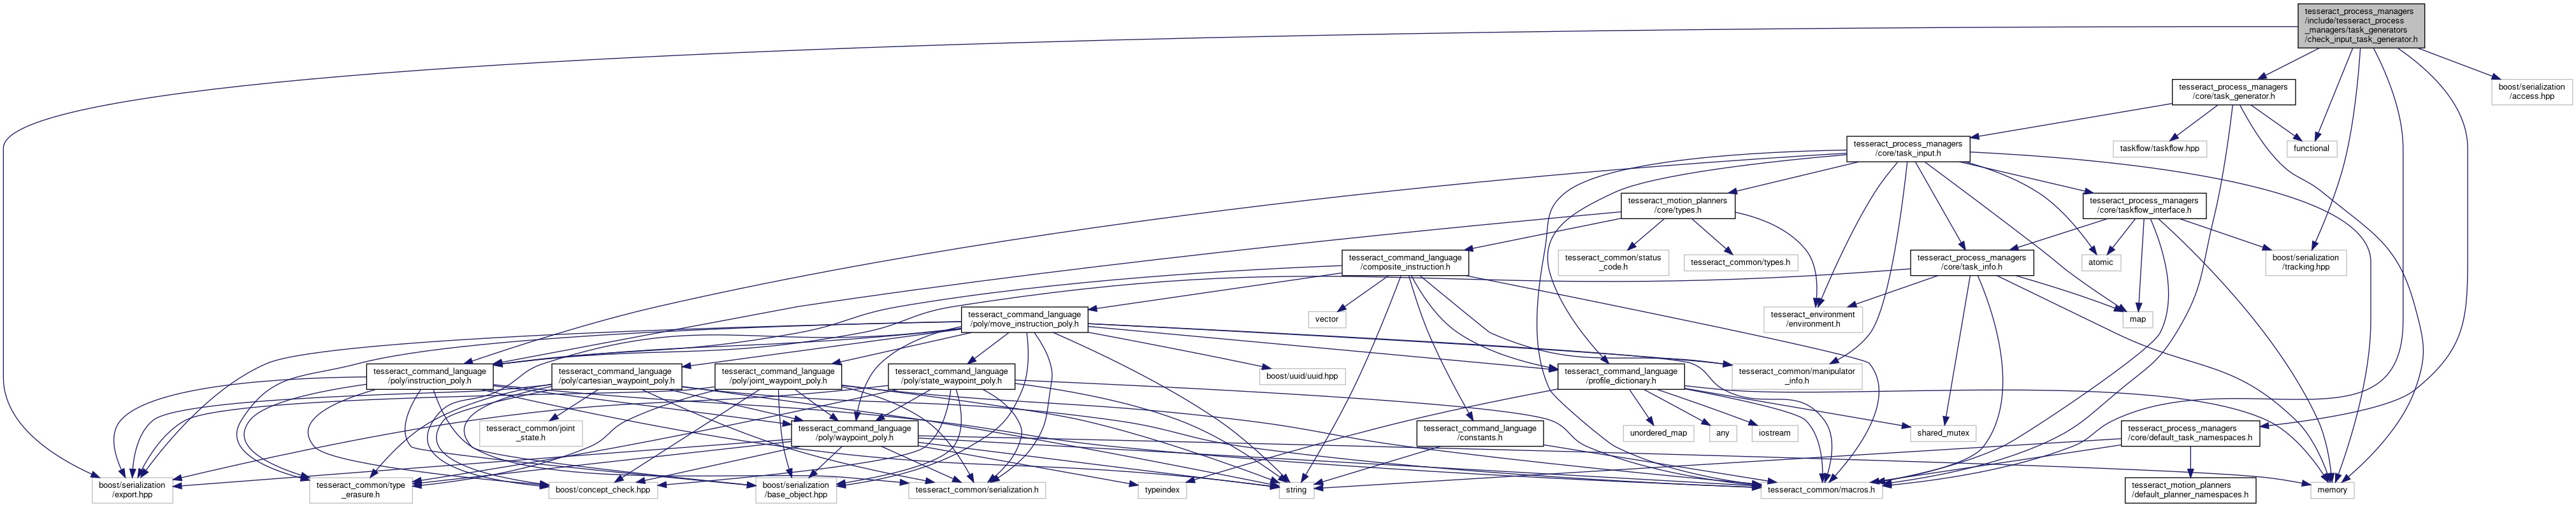 tesseract_process_managers
/include/tesseract_process
_managers/task_generators
/check_input_task_generator.h
tesseract_process_managers
/core/task_generator.h
boost/serialization
/access.hpp
tesseract_process_managers
/core/task_input.h
taskflow/taskflow.hpp
functional
tesseract_motion_planners
/core/types.h
tesseract_process_managers
/core/taskflow_interface.h
tesseract_command_language
/composite_instruction.h
tesseract_common/status
_code.h
tesseract_common/types.h
tesseract_process_managers
/core/task_info.h
atomic
boost/serialization
/tracking.hpp
tesseract_command_language
/poly/move_instruction_poly.h
vector
tesseract_environment
/environment.h
map
tesseract_command_language
/poly/instruction_poly.h
tesseract_command_language
/poly/cartesian_waypoint_poly.h
tesseract_command_language
/poly/joint_waypoint_poly.h
tesseract_command_language
/poly/state_waypoint_poly.h
boost/uuid/uuid.hpp
tesseract_command_language
/profile_dictionary.h
tesseract_common/manipulator
_info.h
tesseract_common/joint
_state.h
tesseract_command_language
/poly/waypoint_poly.h
tesseract_command_language
/constants.h
unordered_map
any
iostream
shared_mutex
tesseract_process_managers
/core/default_task_namespaces.h
boost/serialization
/export.hpp
tesseract_common/type
_erasure.h
boost/concept_check.hpp
boost/serialization
/base_object.hpp
tesseract_common/serialization.h
typeindex
string
tesseract_common/macros.h
tesseract_motion_planners
/default_planner_namespaces.h
memory